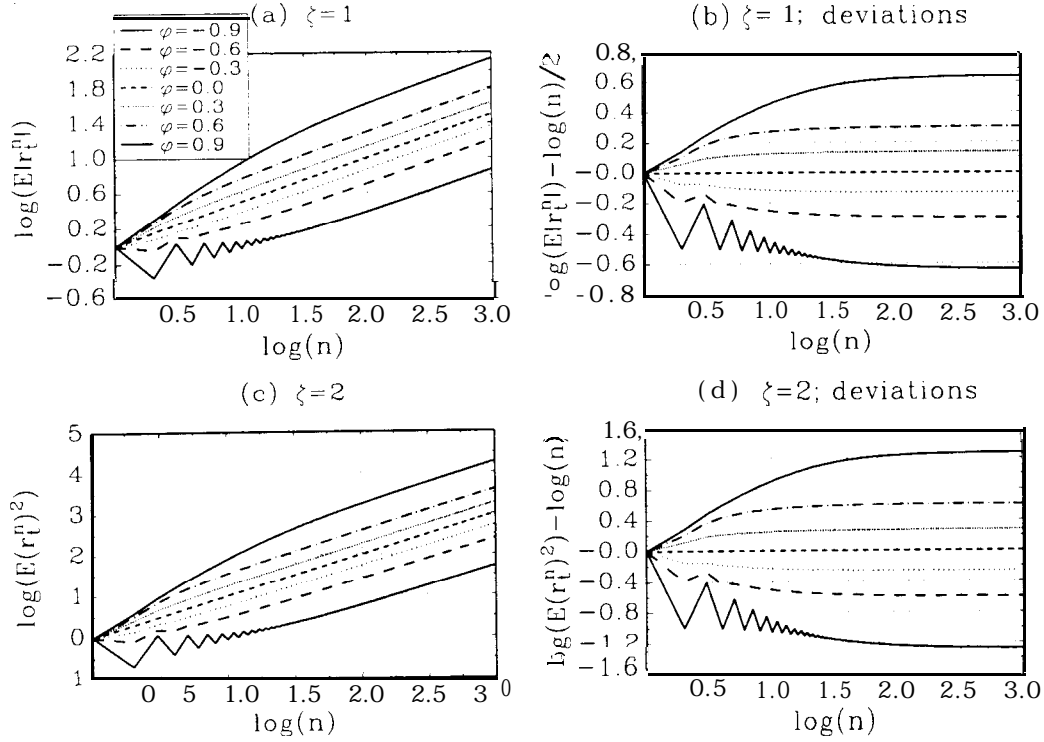 (a) ζ=1
φ=−0.9
φ=−0.6
φ=−0.3
φ=0.0
φ=0.3
φ=0.6
φ=0.9
2.2
1.8
1.4
1.0
0.6
0.2
−0.2
−0.6
log(E|r_t^n|)
0.5 1.0 1.5 2.0 2.5 3.0
log(n)
(b) ζ= 1; deviations
0.8,
0.6
0.4
0.2
−0.0
−0.2
−0.4
−0.6
-0.8
og(E|r_t^n|)−log(n)/2
0.5 1.0 1.5 2.0 2.5 3.0
log(n)
(c) ζ=2
5
4
3
2
1
0
1
log(E(r_t^n)^2)
0 5 1.0 1.5 2.0 2.5 3 0
log(n)
(d) ζ=2; deviations
1.6,
1.2
0.8
0.4
−0.0
−0.4
−0.8
−1.2
−1.6
log(E(r_t^n)^2)−log(n)
0.5 1.0 1.5 2.0 2.5 3.0
log(n)